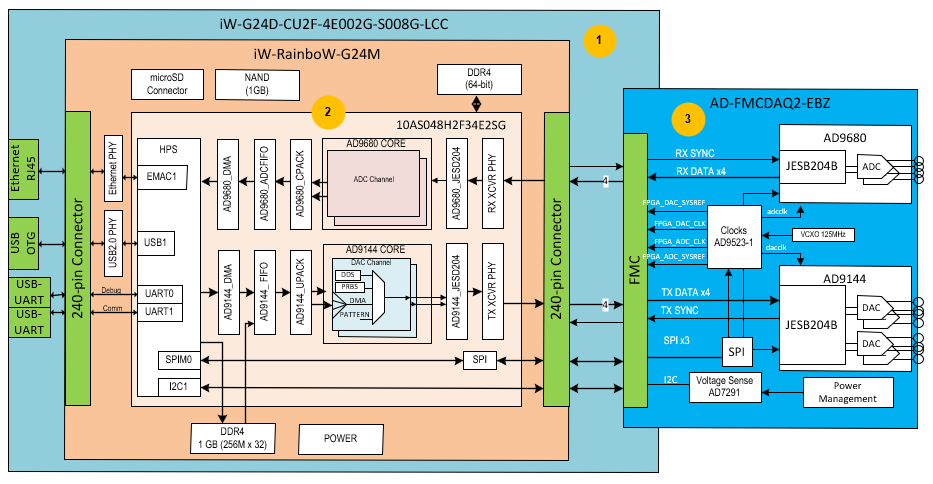 iW-G24D-CU2F-4E002G-S008G-LCC
1
iW-RainboW-G24M
microSD
Connector
NAND
(1GB)
DDR4
(64-bit)
2
10AS048H2F34E2SG
3
AD-FMCDAQ2-EBZ
Ethernet
RJ45
USB
OTG
USB-
UART
USB-
UART
240-pin Connector
Ethernet PHY
USB2.0 PHY
Debug
Comm
HPS
EMAC1
USB1
UART0
UART1
SPIM0
I2C1
AD9680_DMA
AD9680_ADCFIFO
AD9680_CPACK
AD9680 CORE
ADC Channel
AD9680_JESD204
RX XCVR PHY
AD9144_DMA
AD9144_FIFO
AD9144_UPACK
AD9144 CORE
DAC Channel
DDS
PRBS
DMA
PATTERN
AD9144_JESD204
TX XCVR PHY
SPI
DDR4
1 GB (256M x 32)
POWER
240-pin Connector
4
4
FMC
RX SYNC
RX DATA x4
FPGA_DAC_SYSREF
FPGA_DAC_CLK
FPGA_ADC_CLK
FPGA_ADC_SYSREF
TX DATA x4
TX SYNC
SPI x3
I2C
Clocks
AD9523-1
adcclk
VCXO 125MHz
dacclk
AD9680
JESB204B
ADC
AD9144
JESB204B
DAC
DAC
SPI
Voltage Sense
AD7291
Power
Management